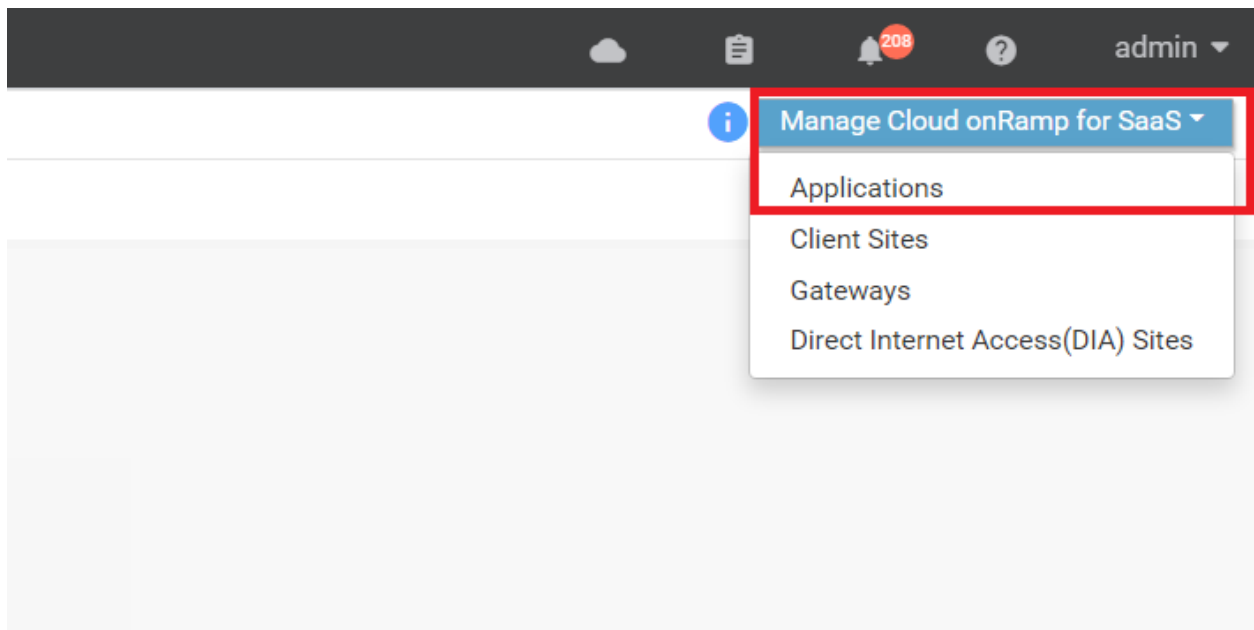 208
admin
Manage Cloud onRamp for SaaS
Applications
Client Sites
Gateways
Direct Internet Access(DIA) Sites